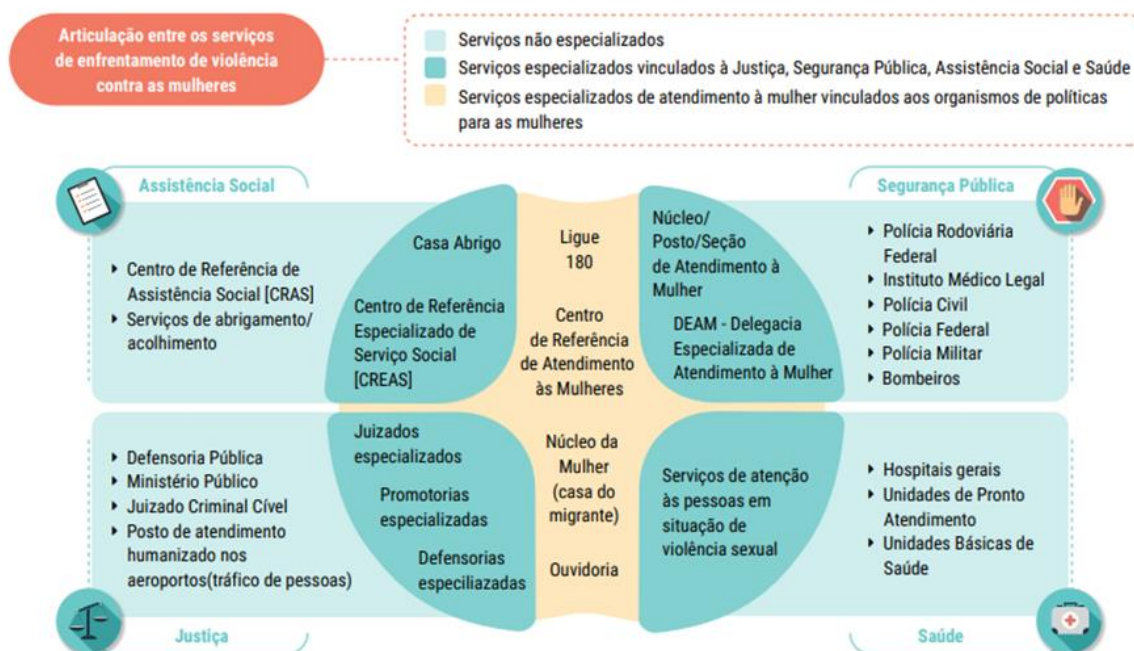 Articulação entre os serviços
de enfrentamento de violência
contra as mulheres
Serviços não especializados
Serviços especializados vinculados à Justiça, Segurança Pública, Assistência Social e Saúde
Serviços especializados de atendimento à mulher vinculados aos organismos de políticas
para as mulheres
Assistência Social
Centro de Referência de
Assistência Social [CRAS]
Serviços de abrigamento/
acolhimento
Casa Abrigo
Centro de Referência
Especializado de
Serviço Social
[CREAS]
Ligue
180
Centro
de Referência
de Atendimento
às Mulheres
Núcleo da
Mulher
(casa do
migrante)
Ouvidoria
Núcleo/
Posto/Seção
de Atendimento à
Mulher
DEAM - Delegacia
Especializada de
Atendimento à Mulher
Segurança Pública
Polícia Rodoviária
Federal
Instituto Médico Legal
Polícia Civil
Polícia Federal
Polícia Militar
Bombeiros
Defensoria Pública
Ministério Público
Juizado Criminal Cível
Posto de atendimento
humanizado nos
aeroportos(tráfico de pessoas)
Justiça
Juizados
especializados
Promotorias
especializadas
Defensorias
especiliazadas
Serviços de atenção
às pessoas em
situação de
violência sexual
Hospitais gerais
Unidades de Pronto
Atendimento
Unidades Básicas de
Saúde
Saúde